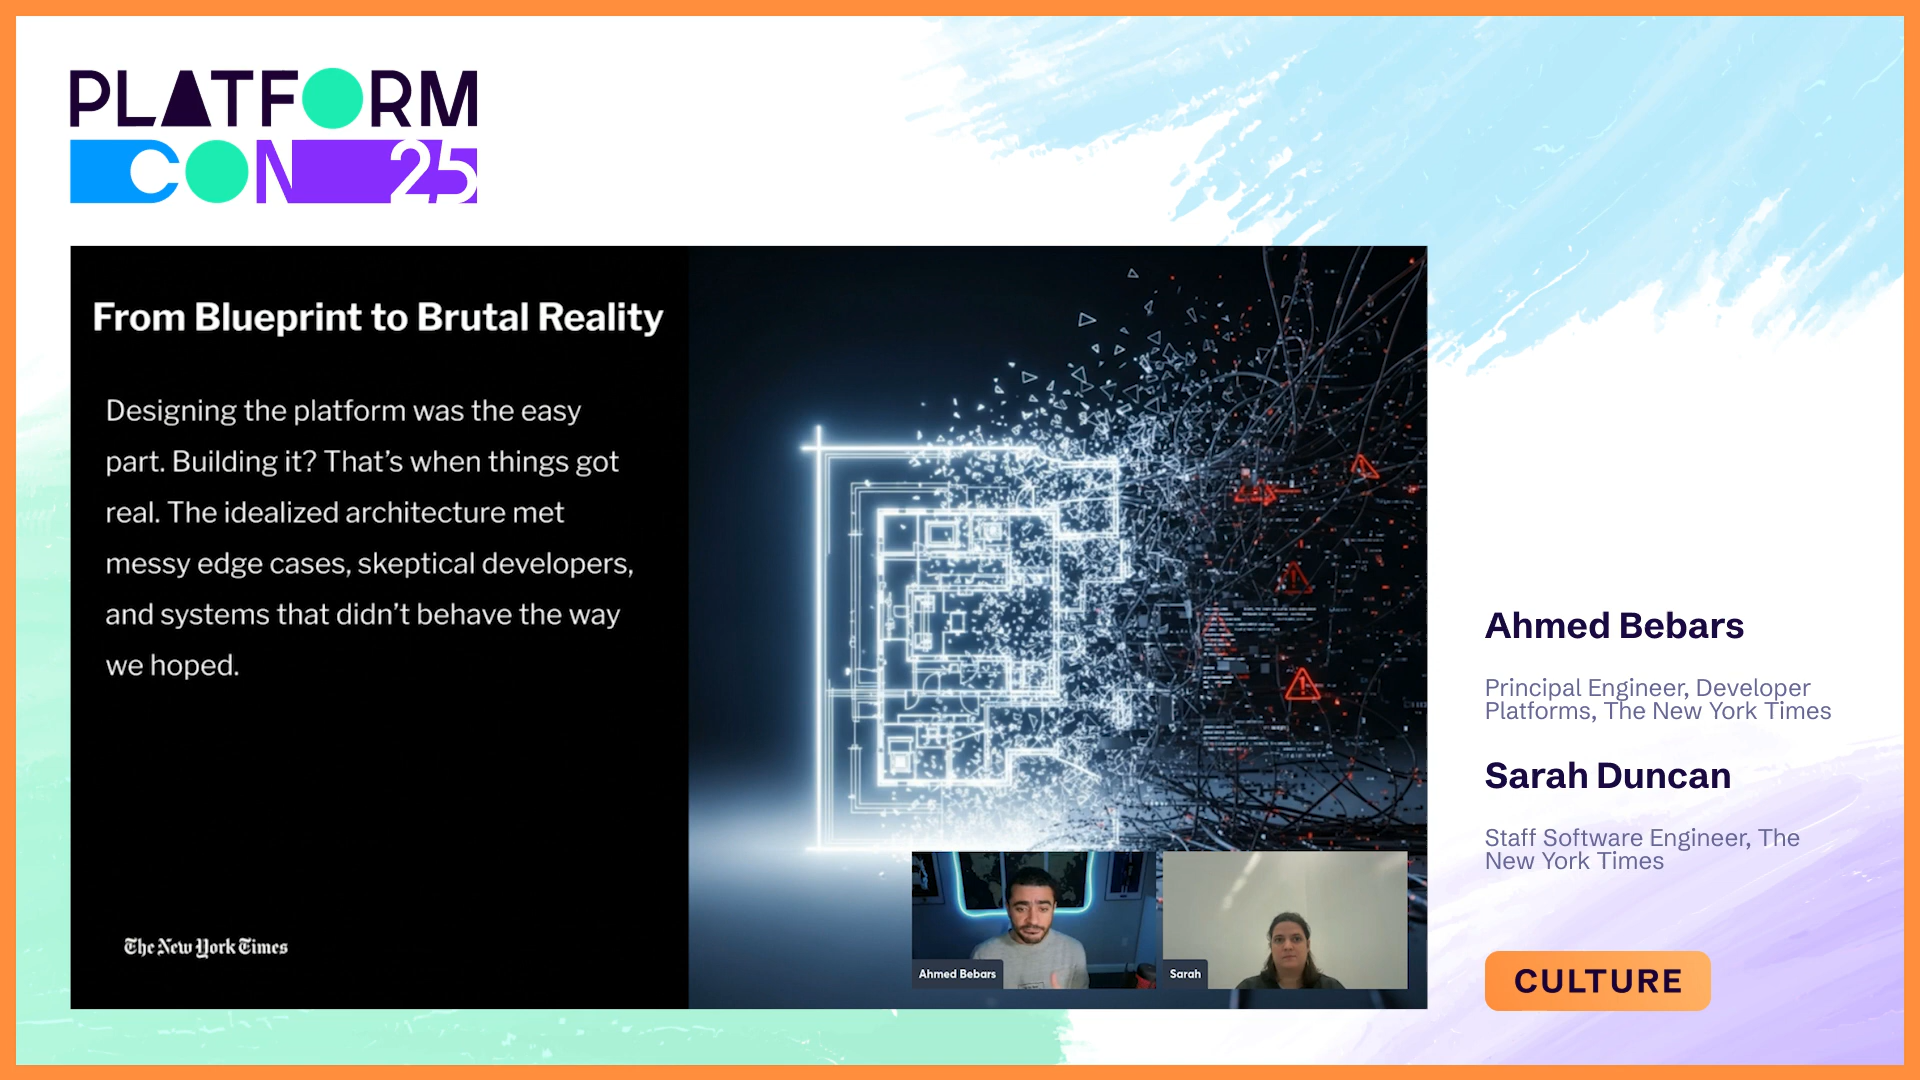 PLATFORM
CON 25
From Blueprint to Brutal Reality
Designing the platform was the easy
part. Building it? That’s when things got
real. The idealized architecture met
messy edge cases, skeptical developers,
and systems that didn’t behave the way
we hoped.
The New York Times
Ahmed Bebars
Sarah
Ahmed Bebars
Principal Engineer, Developer
Platforms, The New York Times
Sarah Duncan
Staff Software Engineer, The
New York Times
CULTURE